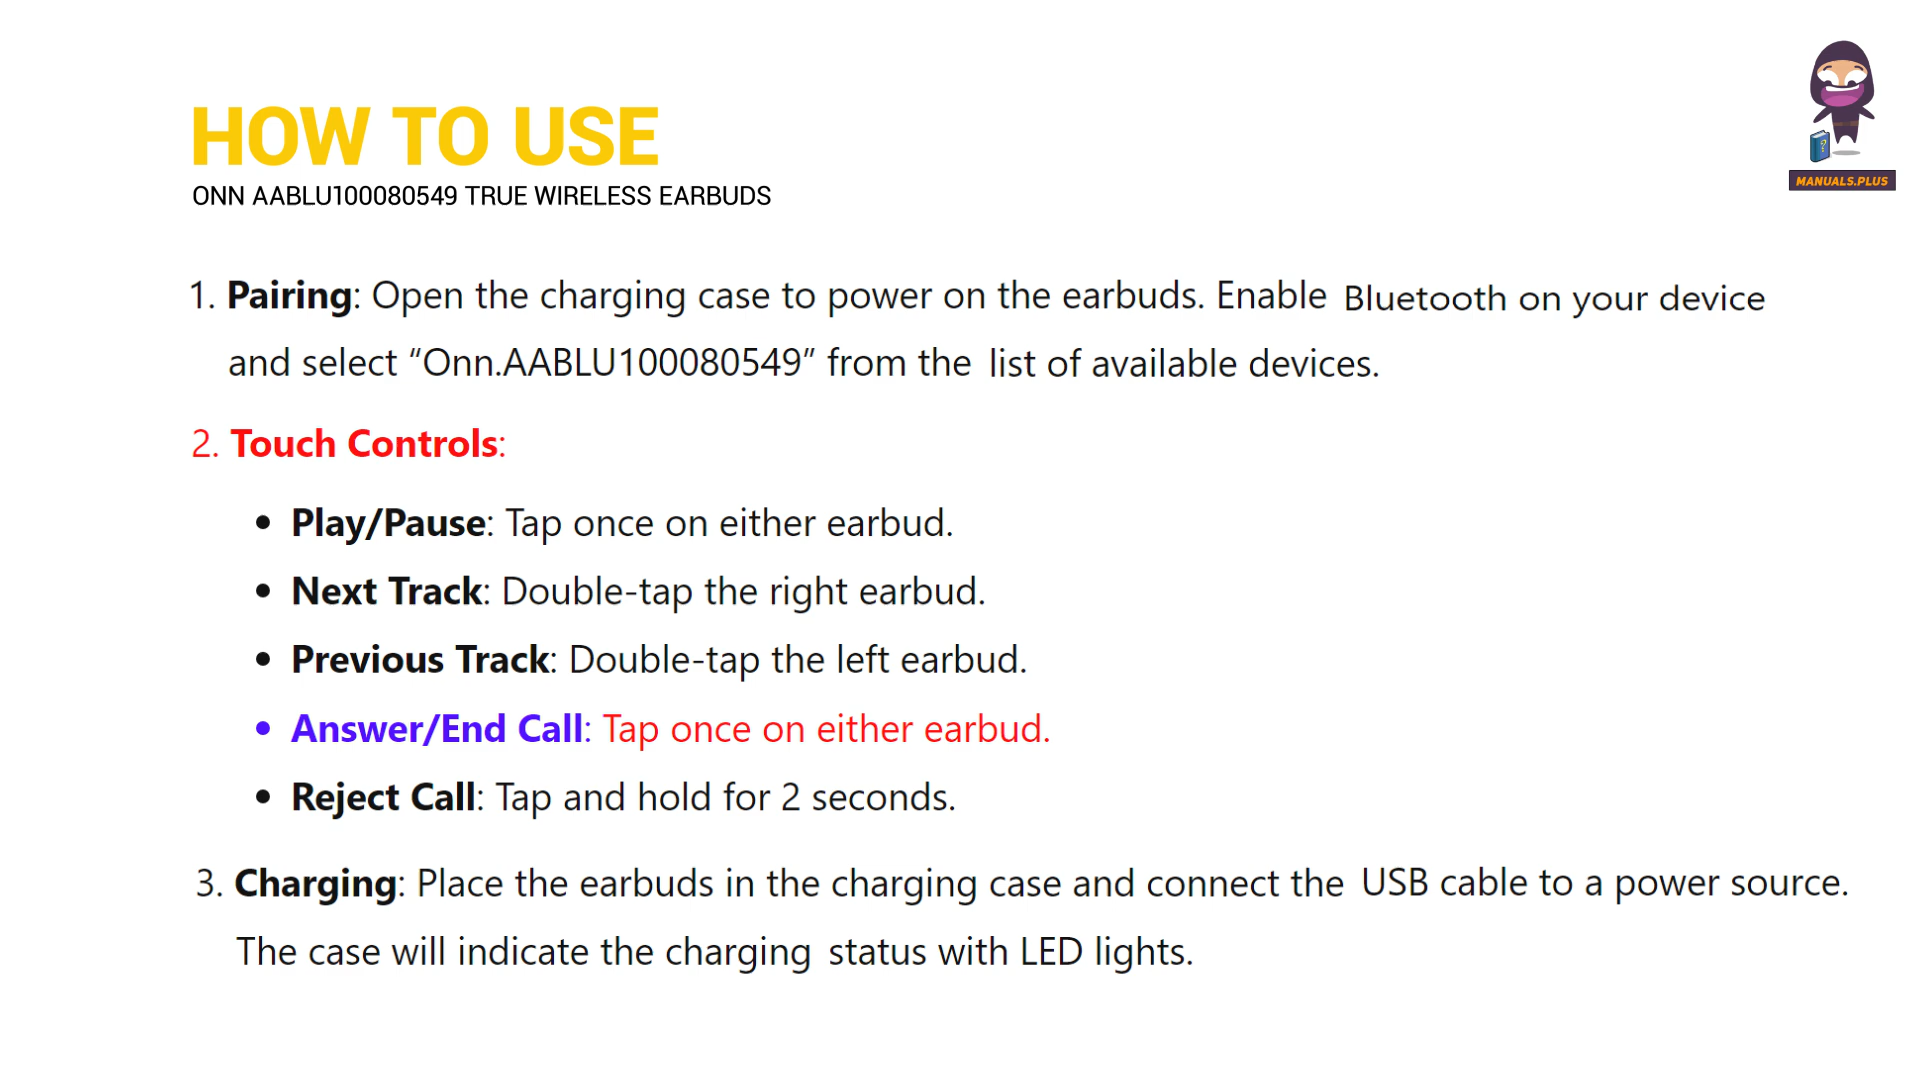 HOW TO USE
ONN AABLU100080549 TRUE WIRELESS EARBUDS
?
MANUALS.PLUS
1. Pairing: Open the charging case to power on the earbuds. Enable Bluetooth on your device
and select “Onn.AABLU100080549” from the list of available devices.
2. Touch Controls:
• Play/Pause: Tap once on either earbud.
• Next Track: Double-tap the right earbud.
• Previous Track: Double-tap the left earbud.
• Answer/End Call: Tap once on either earbud.
• Reject Call: Tap and hold for 2 seconds.
3. Charging: Place the earbuds in the charging case and connect the USB cable to a power source.
The case will indicate the charging status with LED lights.